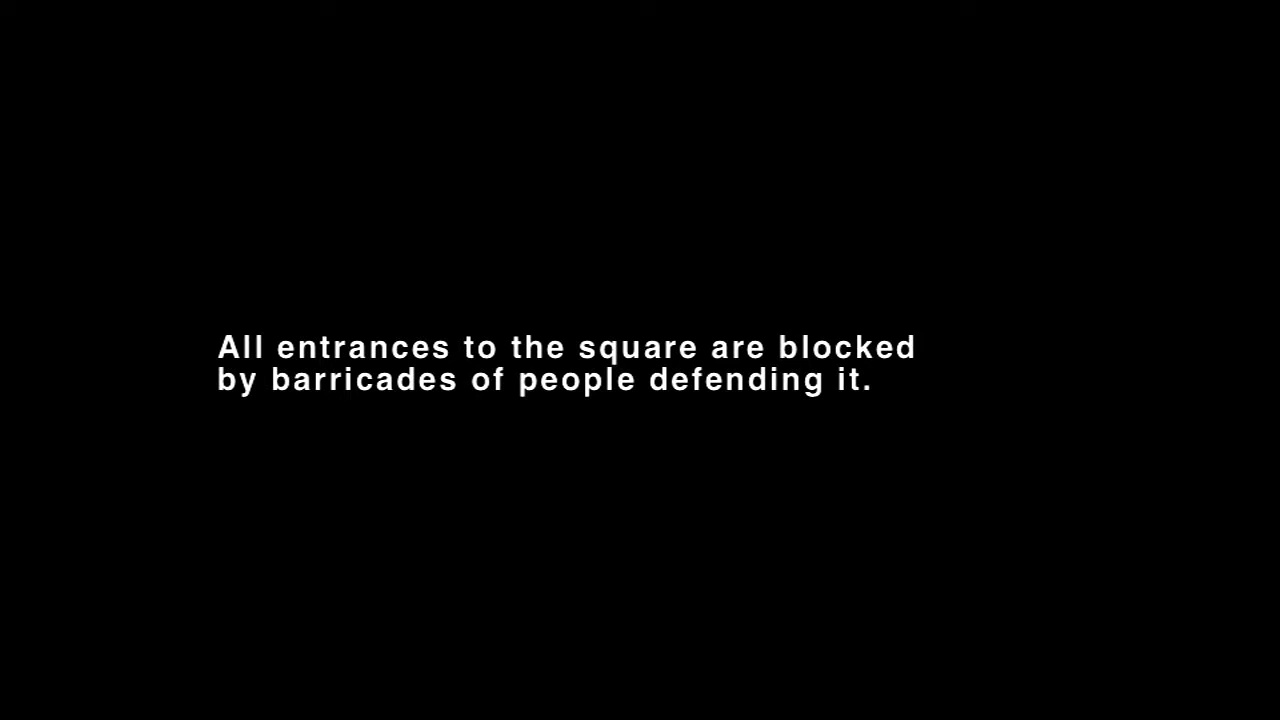 All entrances to the square are blocked
by barricades of people defending it.